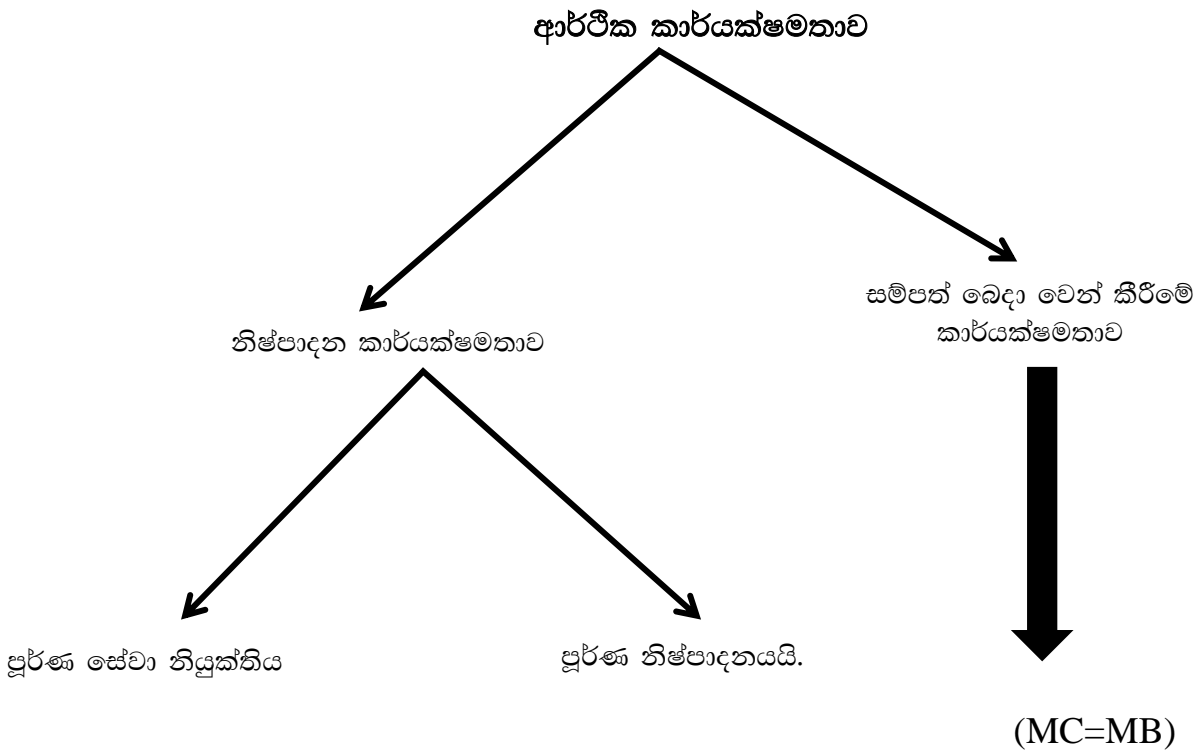 ආර්ථික කාර්යක්ෂමතාව
සම්පත් බෙදා වෙන් කිරීමේ
කාර්යක්ෂමතාව
නිෂ්පාදන කාර්යක්ෂමතාව
පූර්ණ සේවා නියුක්තිය
පූර්ණ නිෂ්පාදනයයි.
(MC=MB)